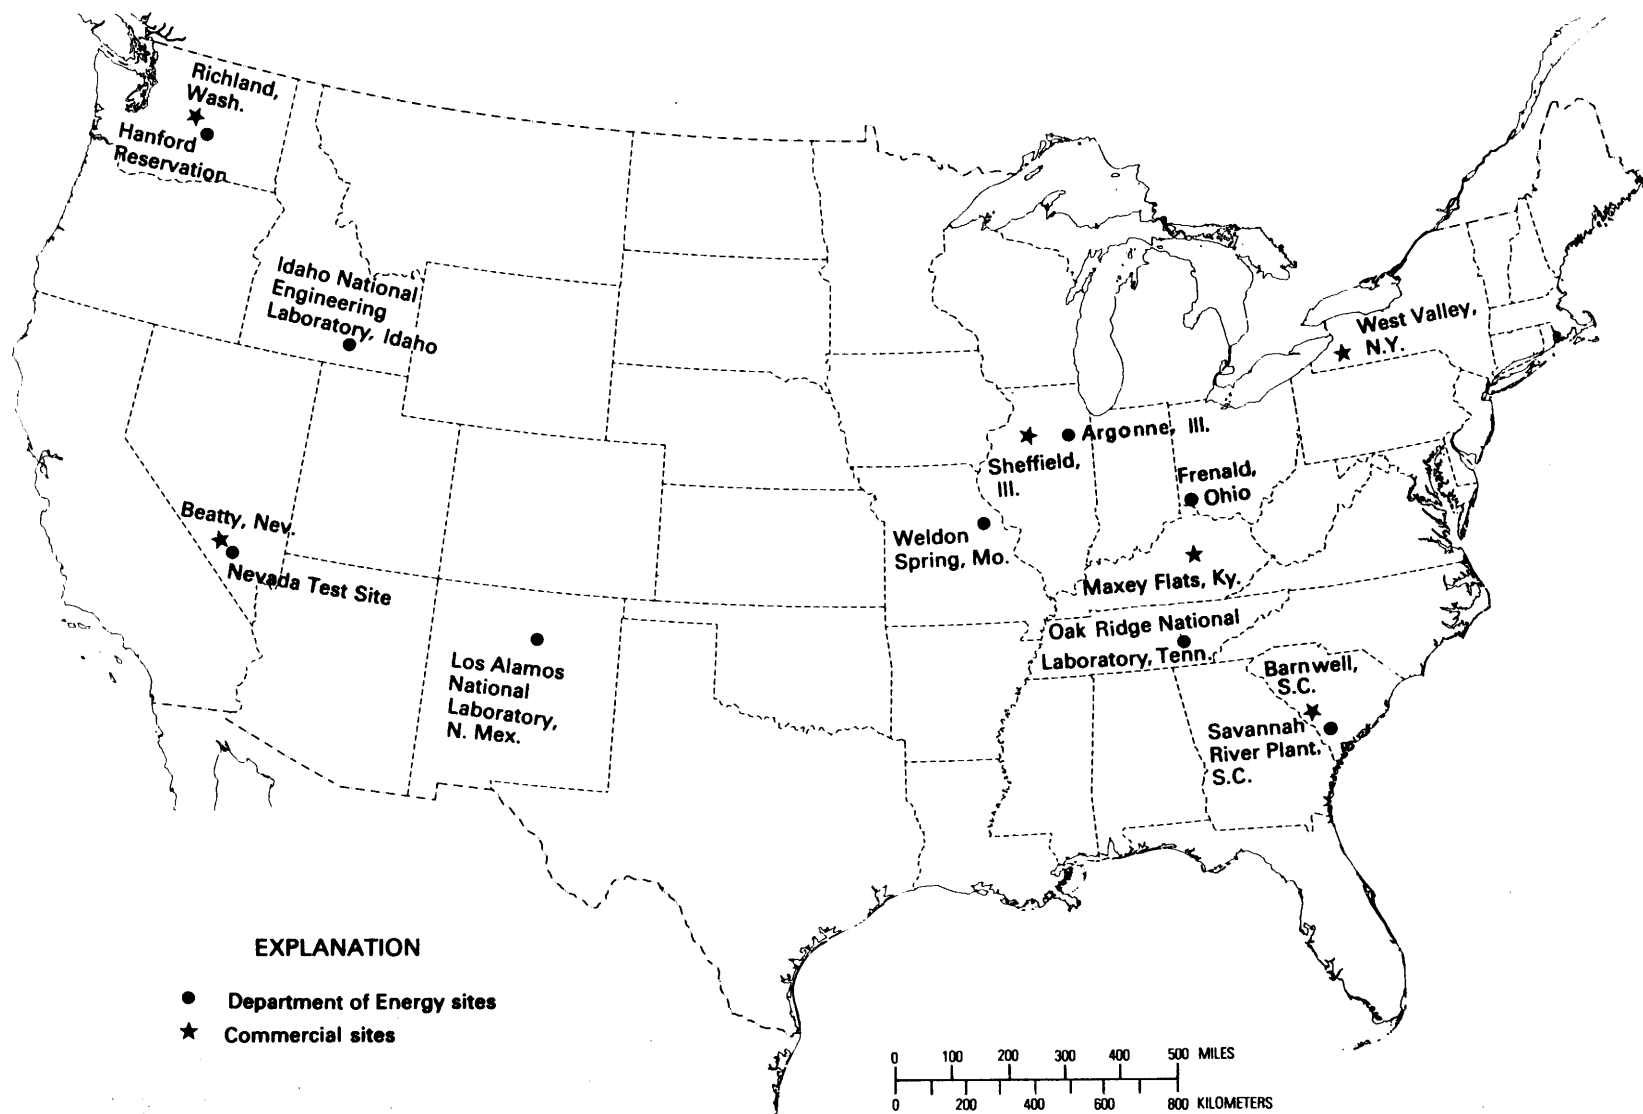 Richland,
Wash.
Hanford
Reservation
Idaho National
Engineering
Laboratory, Idaho
West Valley,
N.Y.
Argonne, Ill.
Sheffield,
Ill.
Frenald,
Ohio
Beatty, Nev.
Nevada Test Site
Weldon
Spring, Mo.
Maxey Flats, Ky.
Oak Ridge National
Laboratory, Tenn.
Los Alamos
National
Laboratory,
N. Mex.
Barnwell,
S.C.
Savannah
River Plant,
S.C.
EXPLANATION
Department of Energy sites
Commercial sites
0 100 200 300 400 500 MILES
0 200 400 600 800 KILOMETERS